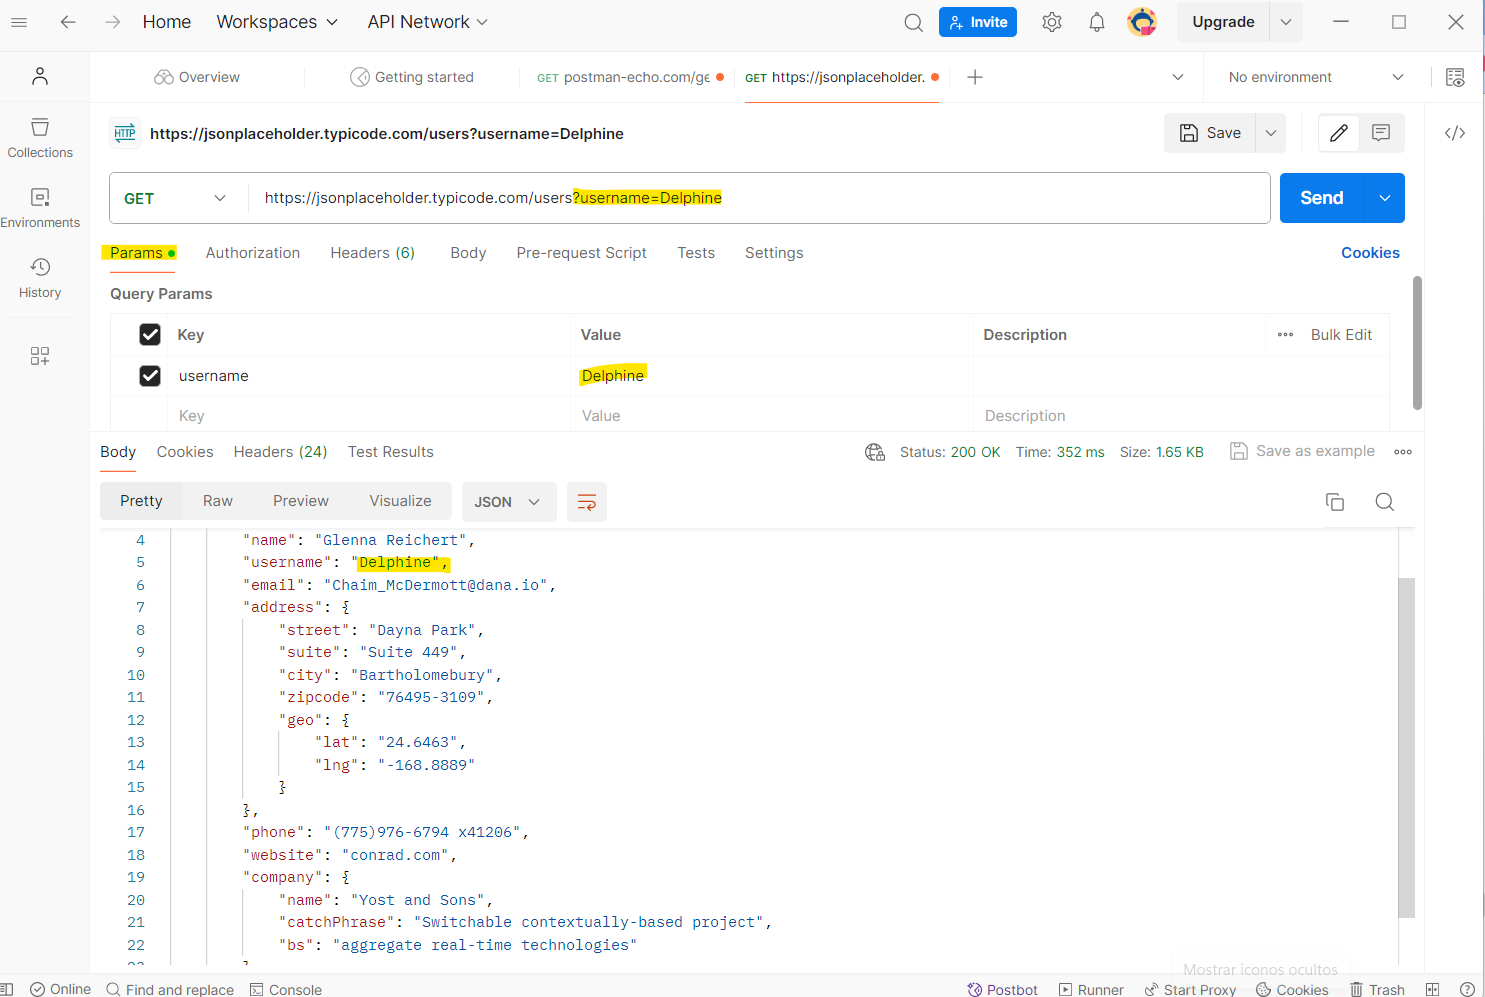 Home Workspaces API Network Invite Upgrade
Overview Getting started GET postman-echo.com/ge GET https://jsonplaceholder. No environment
HTTP https://jsonplaceholder.typicode.com/users?username=Delphine Save </>
Collections
Environments
History
GET https://jsonplaceholder.typicode.com/users?username=Delphine Send
Params Authorization Headers (6) Body Pre-request Script Tests Settings Cookies
Query Params
Key Value Description Bulk Edit
username Delphine
Key Value Description
Body Cookies Headers (24) Test Results Status: 200 OK Time: 352 ms Size: 1.65 KB Save as example
Pretty Raw Preview Visualize JSON
4 "name": "Glenna Reichert",
5 "username": "Delphine",
6 "email": "Chaim_McDermott@dana.io",
7 "address": {
8 "street": "Dayna Park",
9 "suite": "Suite 449",
10 "city": "Bartholomebury",
11 "zipcode": "76495-3109",
12 "geo": {
13 "lat": "24.6463",
14 "lng": "-168.8889"
15 }
16 },
17 "phone": "(775)976-6794 x41206",
18 "website": "conrad.com",
19 "company": {
20 "name": "Yost and Sons",
21 "catchPhrase": "Switchable contextually-based project",
22 "bs": "aggregate real-time technologies"
Mostrar iconos ocultos
Online Find and replace Console Postbot Runner Start Proxy Cookies Trash